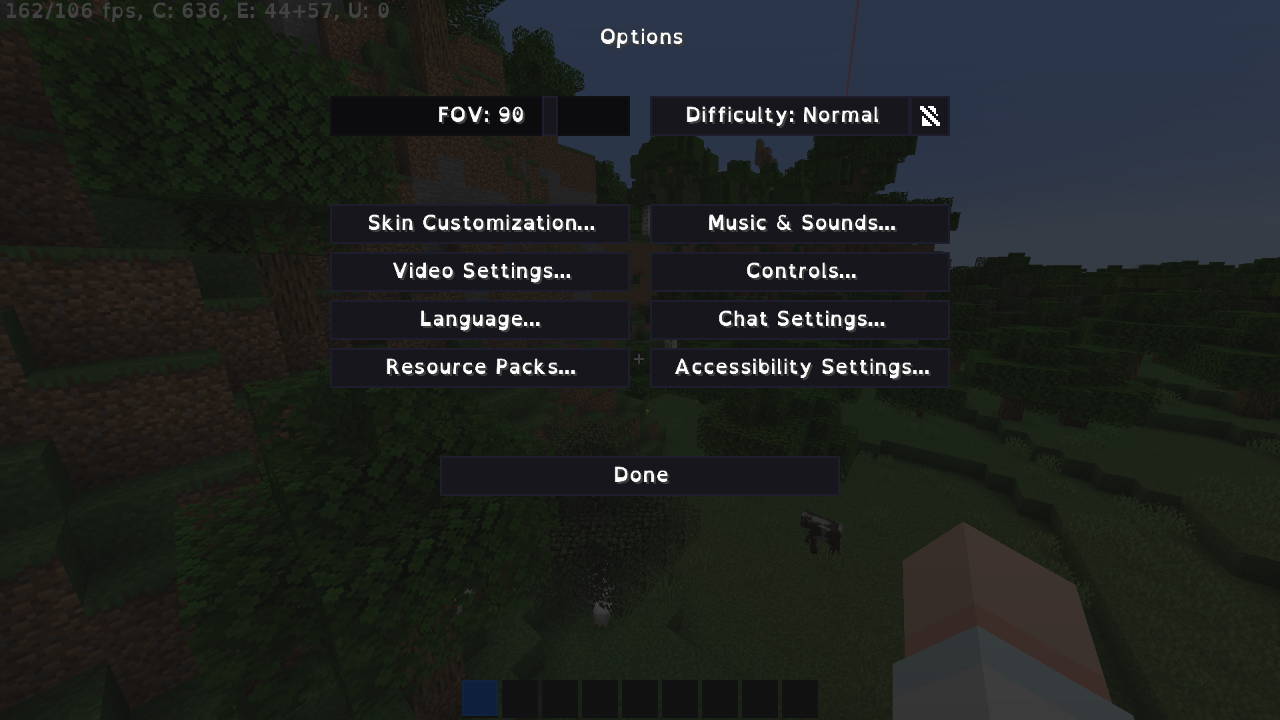 162/106 fps, C: 636, E: 44+57, U: 0
Options
FOV: 90
Difficulty: Normal
Skin Customization...
Music & Sounds...
Video Settings...
Controls...
Language...
Chat Settings...
Resource Packs...
Accessibility Settings...
Done